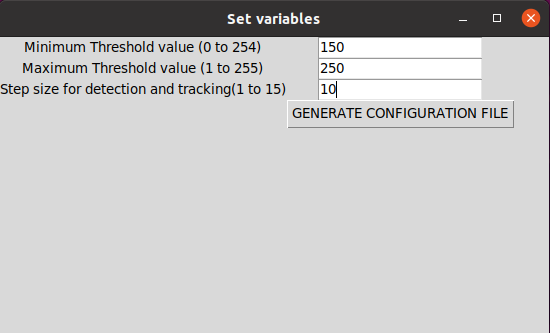 Set variables
Minimum Threshold value (0 to 254) 150
Maximum Threshold value (1 to 255) 250
Step size for detection and tracking(1 to 15) 10
GENERATE CONFIGURATION FILE